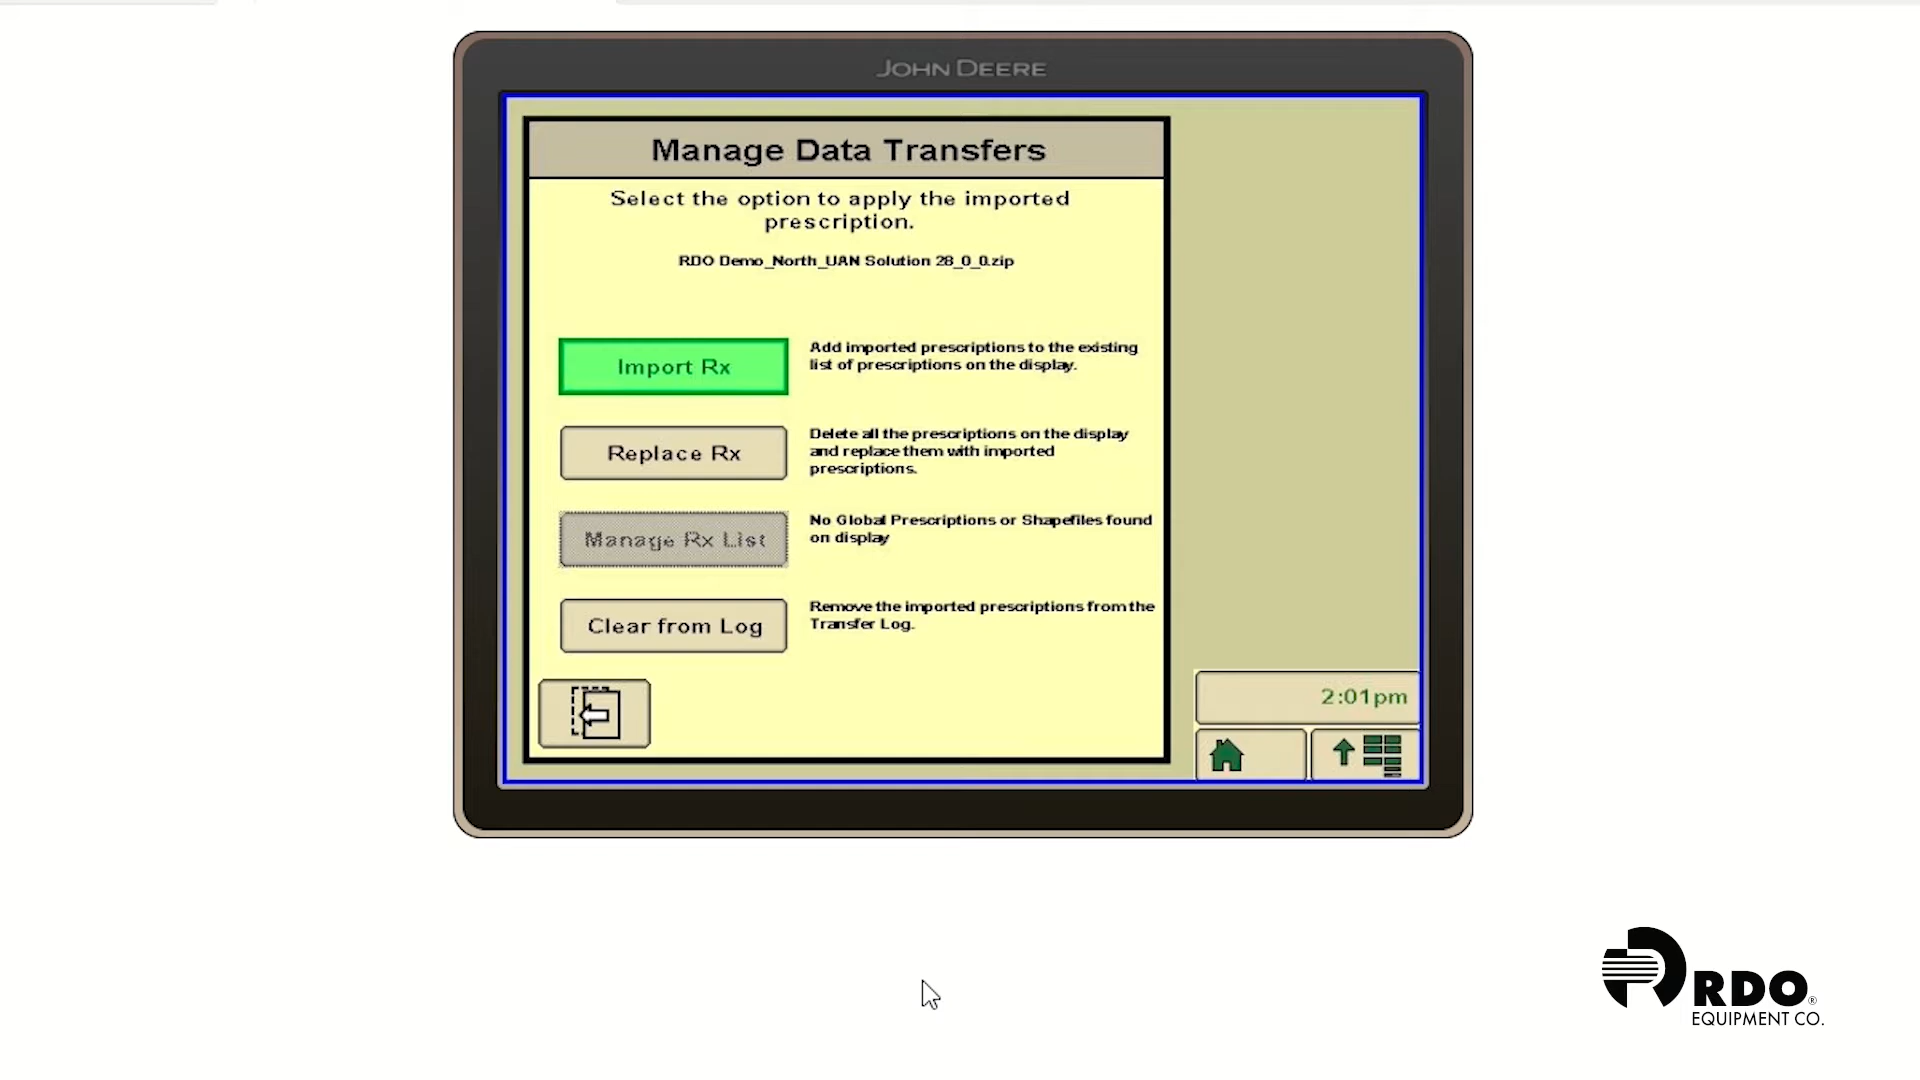 JOHN DEERE
Manage Data Transfers
Select the option to apply the imported
prescription.
RDO Demo_North_UAN Solution 28_0_0.zip
Import Rx
Add imported prescriptions to the existing
list of prescriptions on the display.
Replace Rx
Delete all the prescriptions on the display
and replace them with imported
prescriptions.
Manage Rx List
No Global Prescriptions or Shapefiles found
on display
Clear from Log
Remove the imported prescriptions from the
Transfer Log.
2:01pm
RDO®
EQUIPMENT CO.